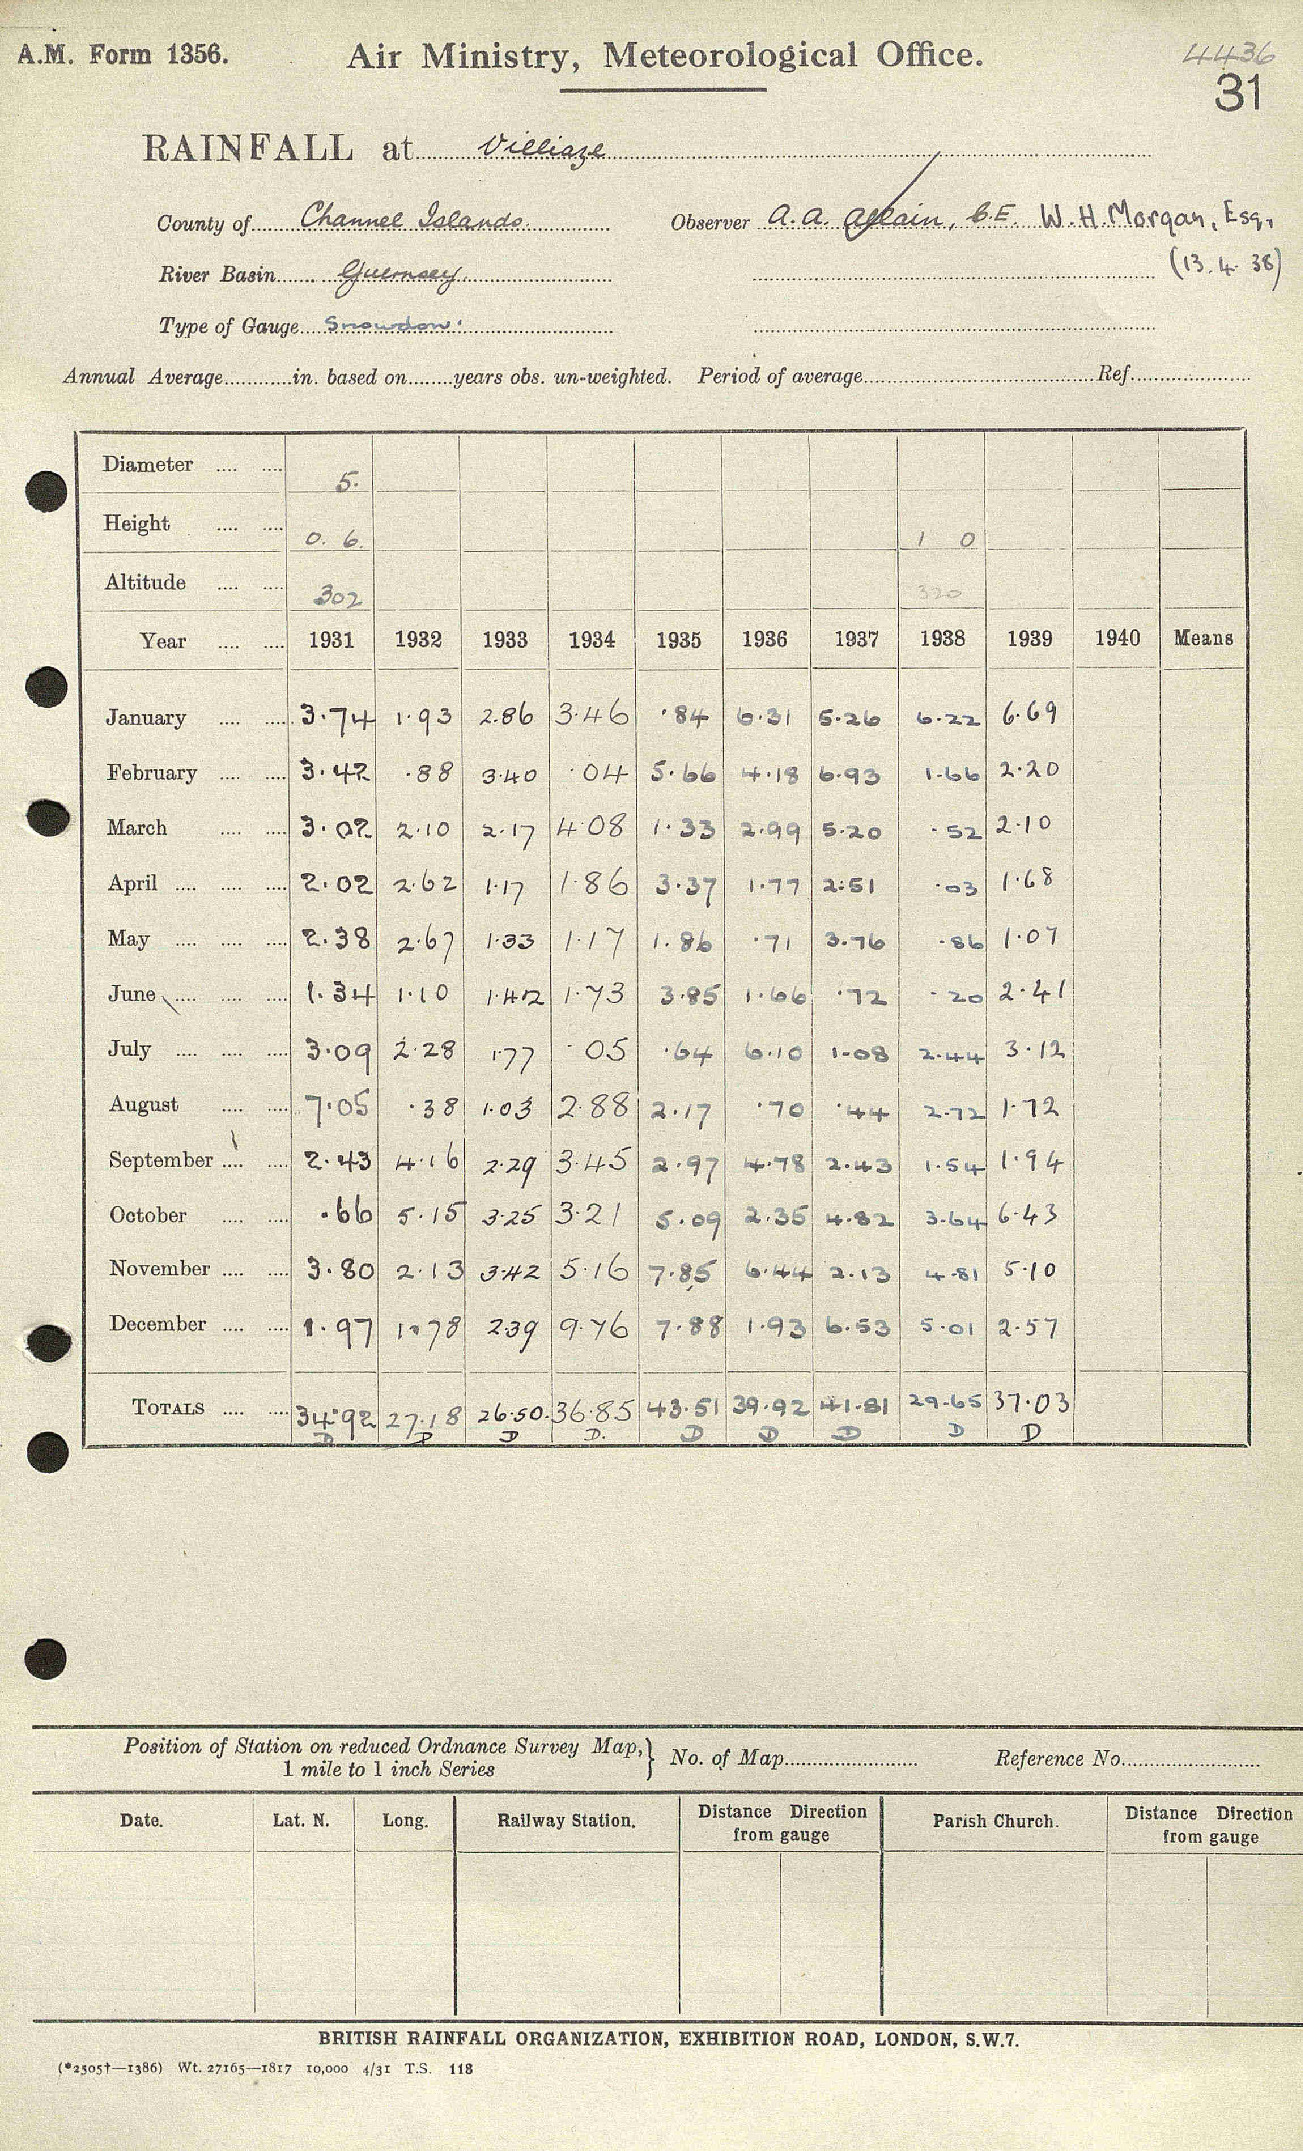 A.M. Form 1356. Air Ministry, Meteorological Office. 4436
31
RAINFALL at Villiaze
County of Channel Islands. Observer A. A. Allain, C.E. W. H. Morgan, Esq.,
River Basin Guernsey. (13.4.38)
Type of Gauge Snowdon.
Annual Average............in. based on........years obs. un-weighted. Period of average............Ref............
Diameter .... .... 5.
Height .... .... 0. 6. 1 0
Altitude .... .... 302 320
Year .... .... 1931 1932 1933 1934 1935 1936 1937 1938 1939 1940 Means
January .... .... 3.74 1.93 2.86 3.46 .84 6.31 5.26 6.22 6.69
February .... .... 3.42 .88 3.40 .04 5.66 4.18 6.93 1.66 2.20
March .... .... 3.02 2.10 2.17 4.08 1.33 2.99 5.20 .52 2.10
April .... .... .... 2.02 2.62 1.17 1.86 3.37 1.77 2.51 .03 1.68
May .... .... .... 2.38 2.67 1.33 1.17 1.86 .71 3.76 .86 1.07
June .... .... .... 1.34 1.10 1.42 1.73 3.85 1.66 .72 .20 2.41
July .... .... .... 3.09 2.28 1.77 .05 .64 6.10 1.08 2.44 3.12
August .... .... 7.05 .38 1.03 2.88 2.17 .70 .44 2.72 1.72
September .... .... 2.43 4.16 2.29 3.45 2.97 4.78 2.43 1.54 1.94
October .... .... .66 5.15 3.25 3.21 5.09 2.35 4.82 3.64 6.43
November .... .... 3.80 2.13 3.42 5.16 7.85 6.44 2.13 4.81 5.10
December .... .... 1.97 1.78 2.39 9.76 7.88 1.93 6.53 5.01 2.57
TOTALS .... .... 34.92 27.18 26.50 36.85 43.51 39.92 41.81 29.65 37.03
D D D D. D D D D D
Position of Station on reduced Ordnance Survey Map, } No. of Map............ Reference No............
1 mile to 1 inch Series
Date. Lat. N. Long. Railway Station. Distance Direction Parish Church. Distance Direction
from gauge from gauge
BRITISH RAINFALL ORGANIZATION, EXHIBITION ROAD, LONDON, S.W.7.
(*2505†—1386) Wt. 27165—1817 10,000 4/31 T.S. 118